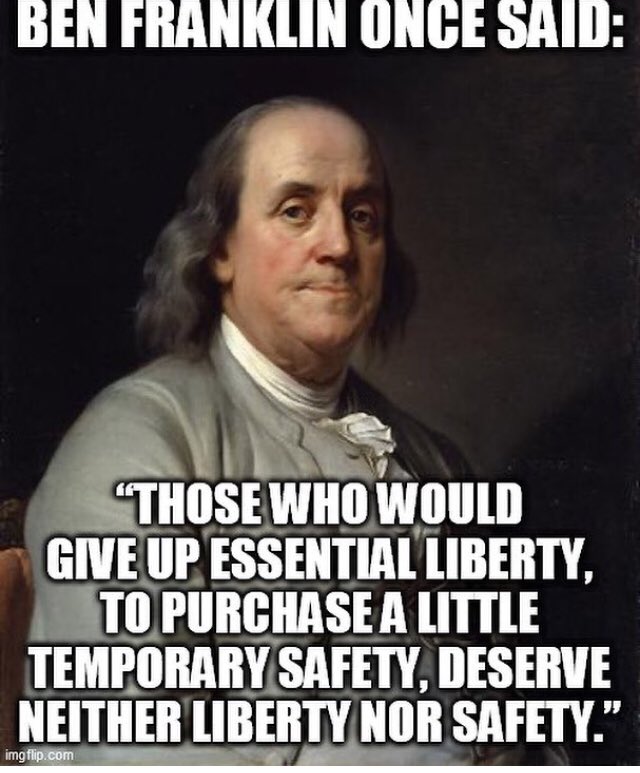 BEN FRANKLIN ONCE SAID:
“THOSE WHO WOULD
GIVE UP ESSENTIAL LIBERTY,
TO PURCHASE A LITTLE
TEMPORARY SAFETY, DESERVE
NEITHER LIBERTY NOR SAFETY.”
imgflip.com